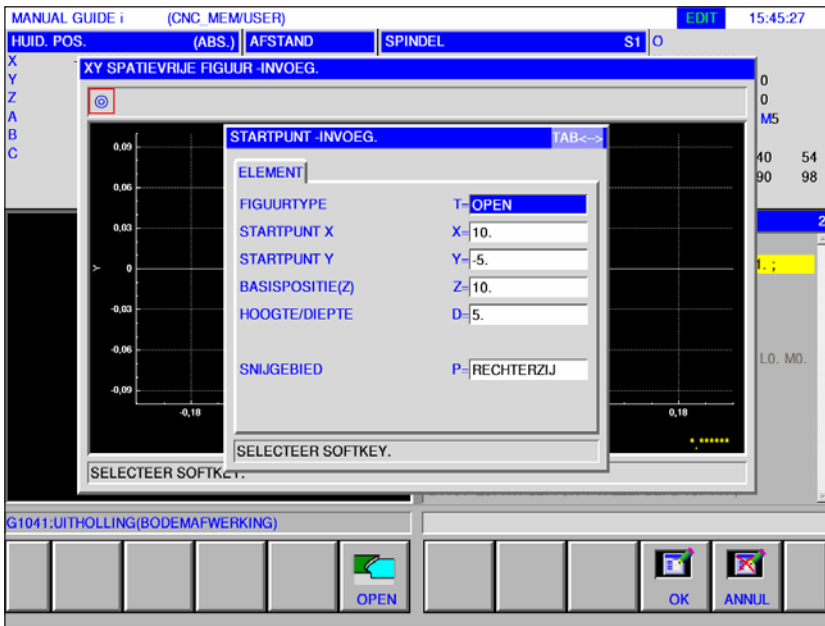 MANUAL GUIDE i (CNC_MEM/USER) EDIT 15:45:27
HUID. POS. (ABS.) AFSTAND SPINDEL S1 O
X
Y 0
Z 0
A M5
B
C 40 54
90 98
XY SPATIEVRIJE FIGUUR -INVOEG.
STARTPUNT -INVOEG. TAB<-->
ELEMENT
FIGUURTYPE T=OPEN
STARTPUNT X X=10.
STARTPUNT Y Y=-5.
BASISPOSITIE(Z) Z=10.
HOOGTE/DIEPTE D=5.
SNIJGEBIED P=RECHTERZIJ
SELECTEER SOFTKEY.
0,09
0,06
0,03
Y 0
-0,03
-0,06
-0,09
-0,18 0,18
*.******
SELECTEER SOFTKEY.
2
1. ;
L0. M0.
G1041:UITHOLLING(BODEMAFWERKING)
OPEN OK ANNUL